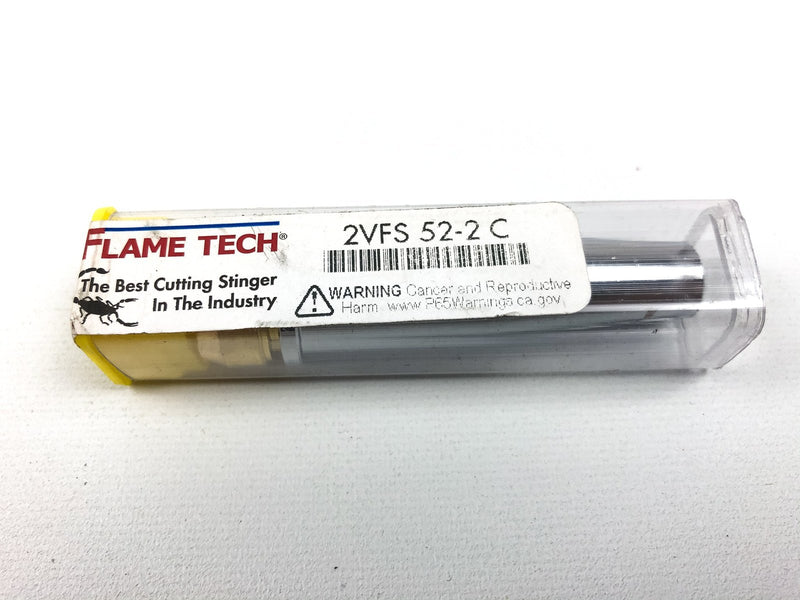 FLAME TECH®
The Best Cutting Stinger
In The Industry
2VFS 52-2 C
WARNING Cancer and Reproductive
Harm www.P65Warnings.ca.gov